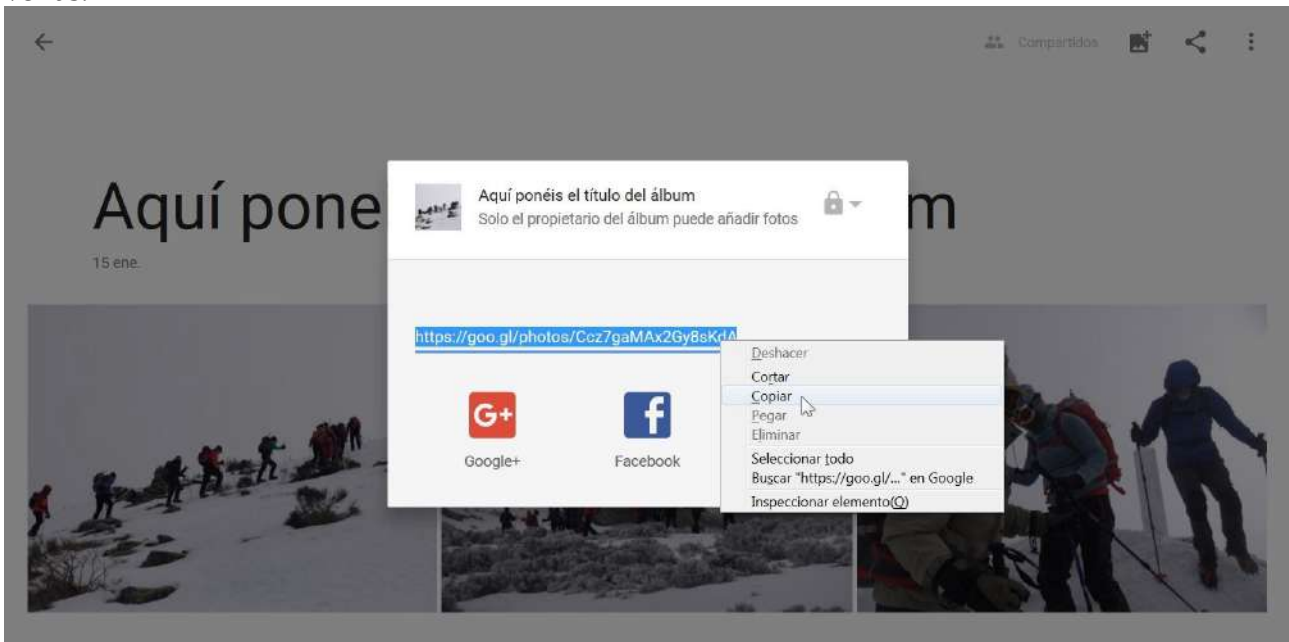 Compartidos
Aquí pone
m
15 ene.
Aquí ponéis el título del álbum
Solo el propietario del álbum puede añadir fotos
https://goo.gl/photos/Ccz7gaMAx2Gy8sKdA
G+
f
Google+
Facebook
Deshacer
Cortar
Copiar
Pegar
Eliminar
Seleccionar todo
Buscar "https://goo.gl/..." en Google
Inspeccionar elemento(Q)